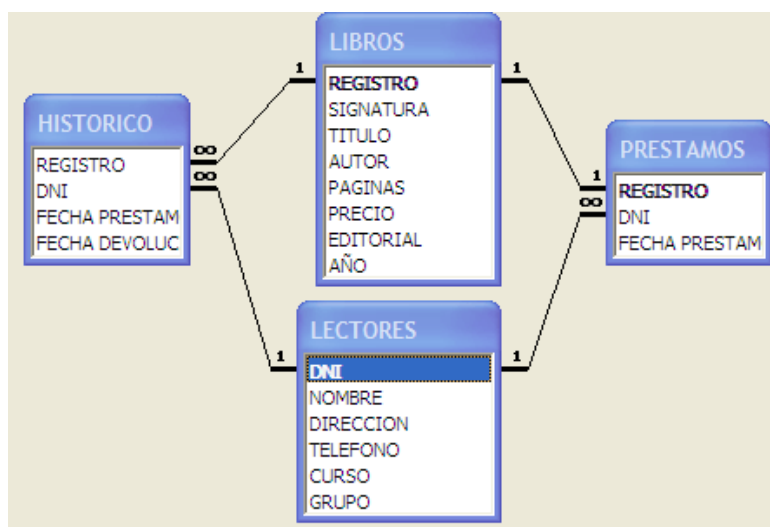 LIBROS
REGISTRO
SIGNATURA
TITULO
AUTOR
PAGINAS
PRECIO
EDITORIAL
AÑO
1
1
HISTORICO
REGISTRO
DNI
FECHA PRESTAM
FECHA DEVOLUC
∞
∞
PRESTAMOS
REGISTRO
DNI
FECHA PRESTAM
1
∞
LECTORES
DNI
NOMBRE
DIRECCION
TELEFONO
CURSO
GRUPO
1
1